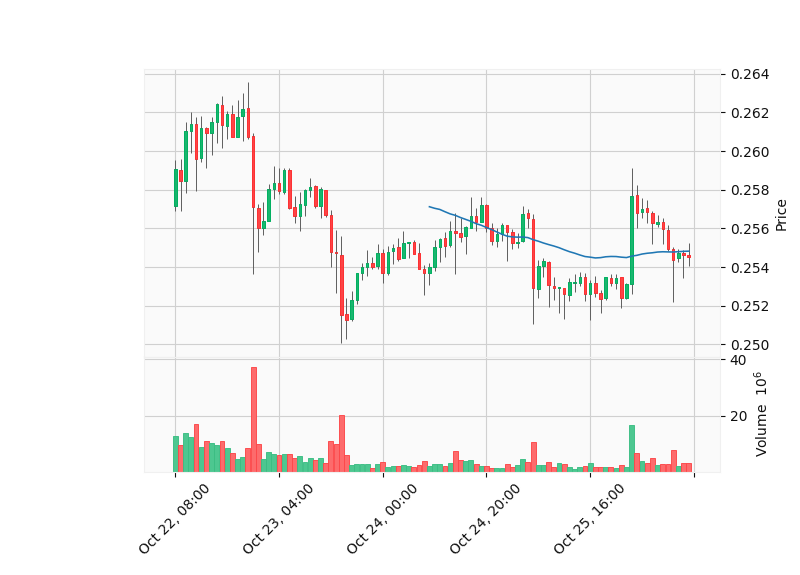 0.264
0.262
0.260
0.258
0.256
0.254
0.252
0.250
Price
40
20
Volume 10^6
Oct 22, 08:00
Oct 23, 04:00
Oct 24, 00:00
Oct 24, 20:00
Oct 25, 16:00